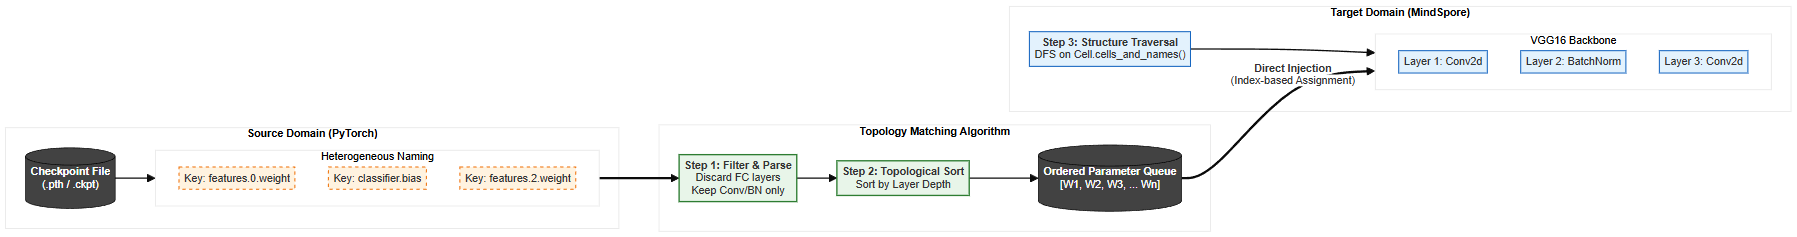 Source Domain (PyTorch)
Checkpoint File
(.pth / .ckpt)
Heterogeneous Naming
Key: features.0.weight
Key: classifier.bias
Key: features.2.weight
Topology Matching Algorithm
Step 1: Filter & Parse
Discard FC layers
Keep Conv/BN only
Step 2: Topological Sort
Sort by Layer Depth
Ordered Parameter Queue
[W1, W2, W3, ... Wn]
Target Domain (MindSpore)
Step 3: Structure Traversal
DFS on Cell.cells_and_names()
Direct Injection
(Index-based Assignment)
VGG16 Backbone
Layer 1: Conv2d
Layer 2: BatchNorm
Layer 3: Conv2d